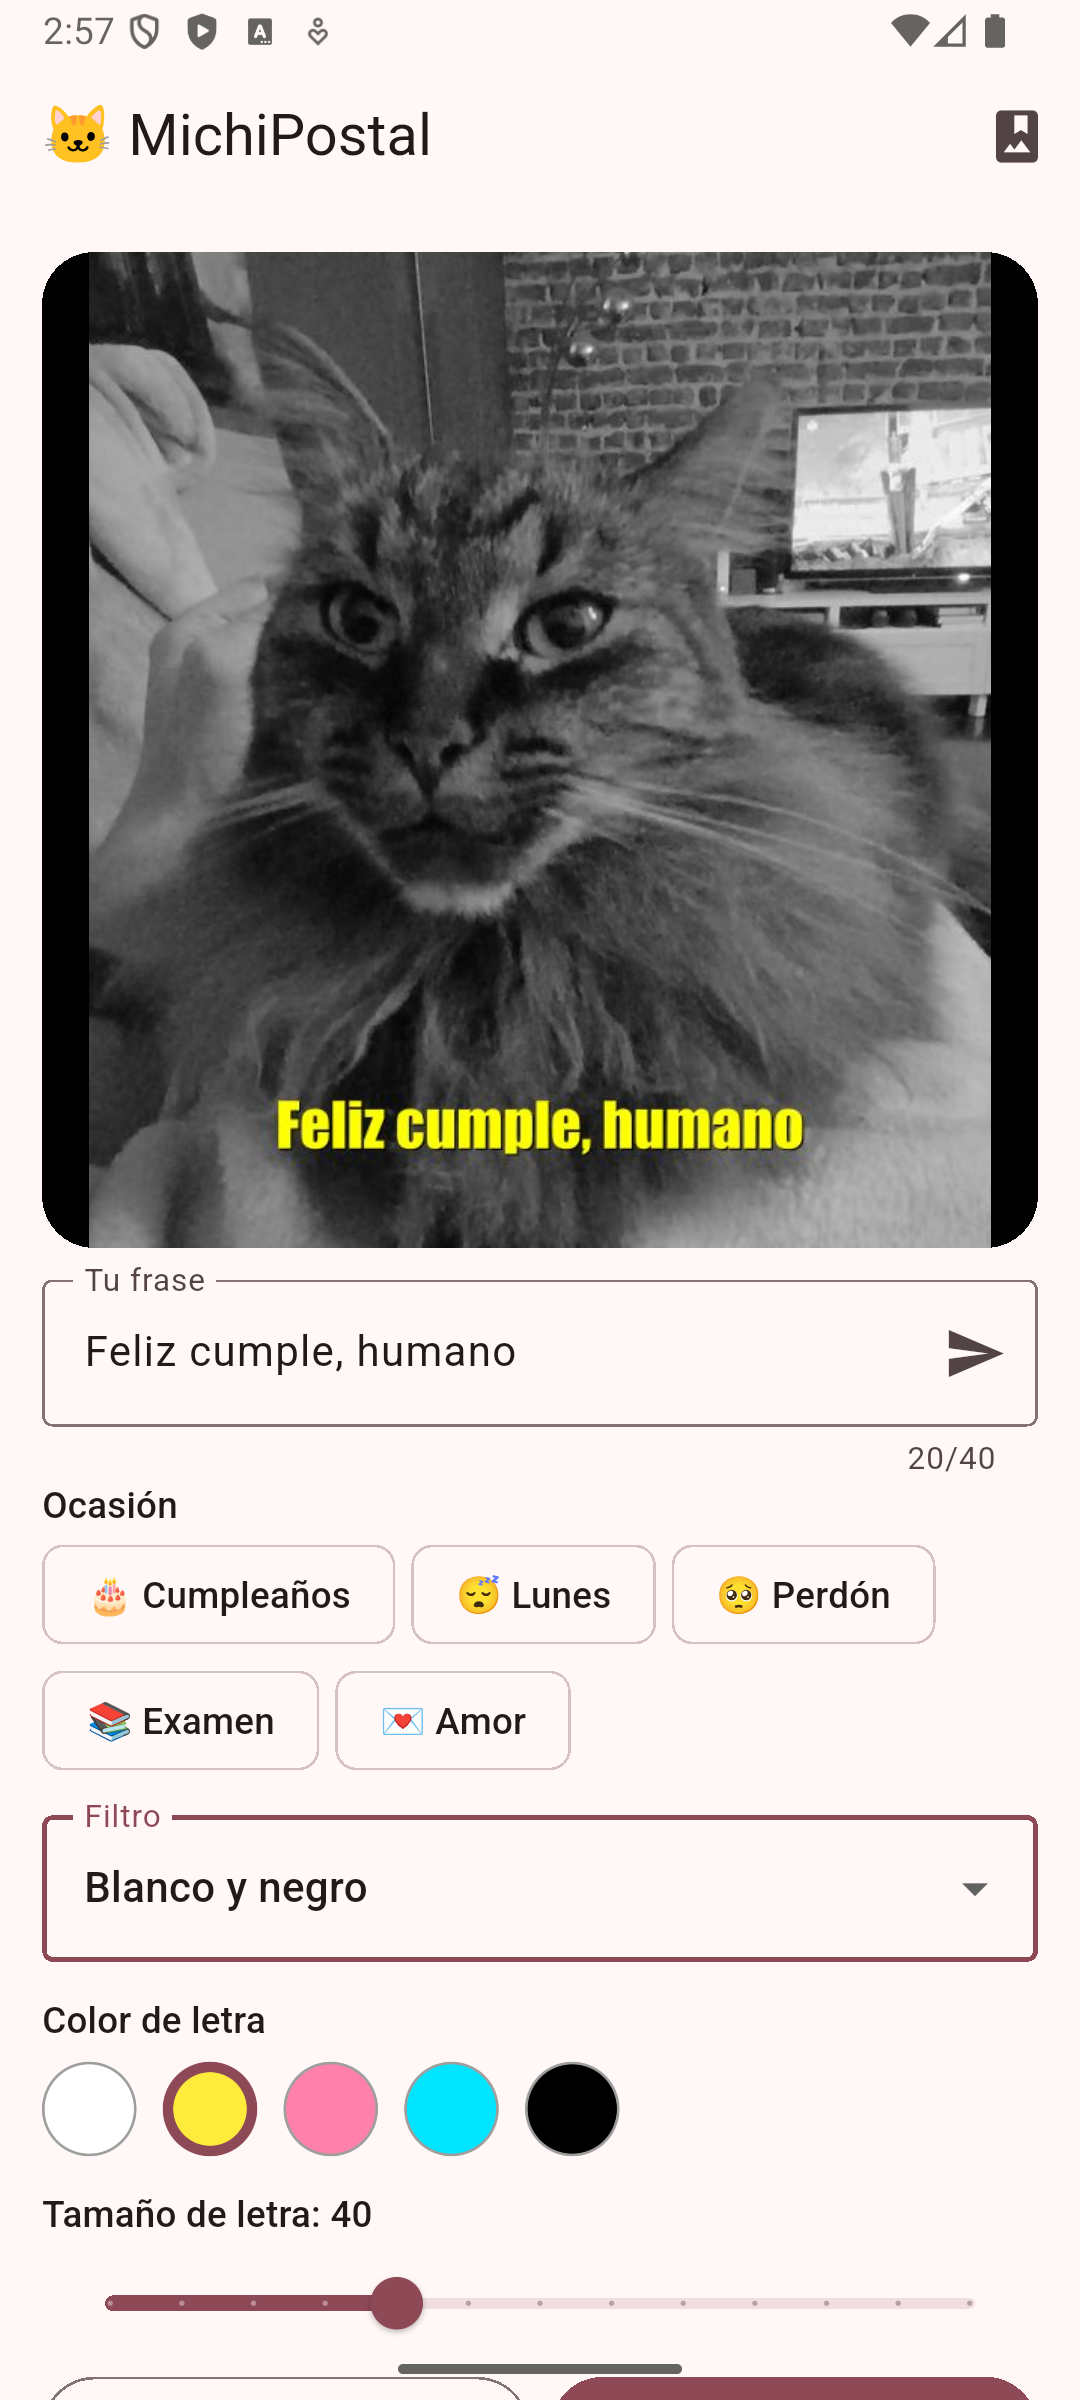 2:57
MichiPostal
Feliz cumple, humano
Tu frase
Feliz cumple, humano
20/40
Ocasión
Cumpleaños
Lunes
Perdón
Examen
Amor
Filtro
Blanco y negro
Color de letra
Tamaño de letra: 40